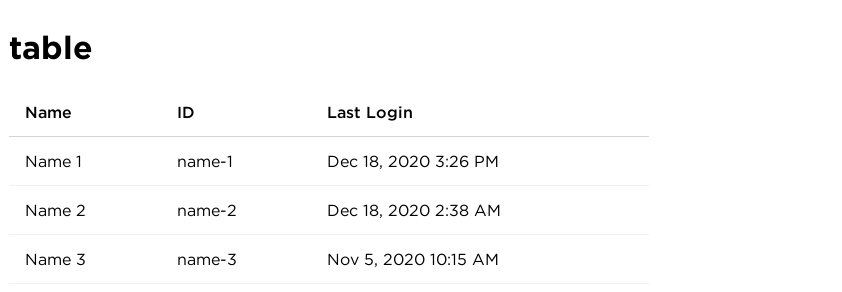 table
Name ID Last Login
Name 1 name-1 Dec 18, 2020 3:26 PM
Name 2 name-2 Dec 18, 2020 2:38 AM
Name 3 name-3 Nov 5, 2020 10:15 AM